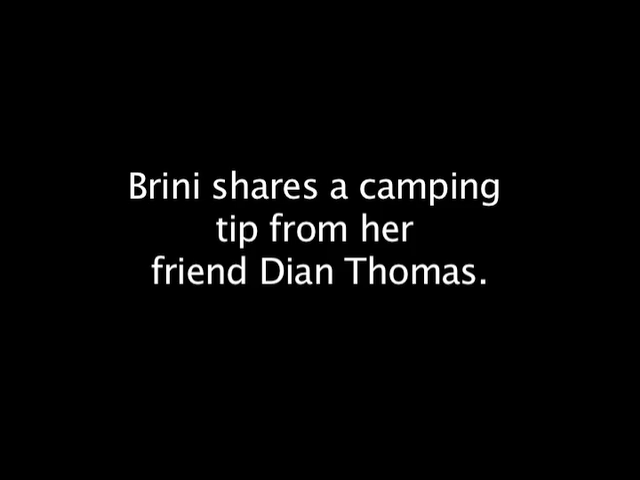 Brini shares a camping
tip from her
friend Dian Thomas.